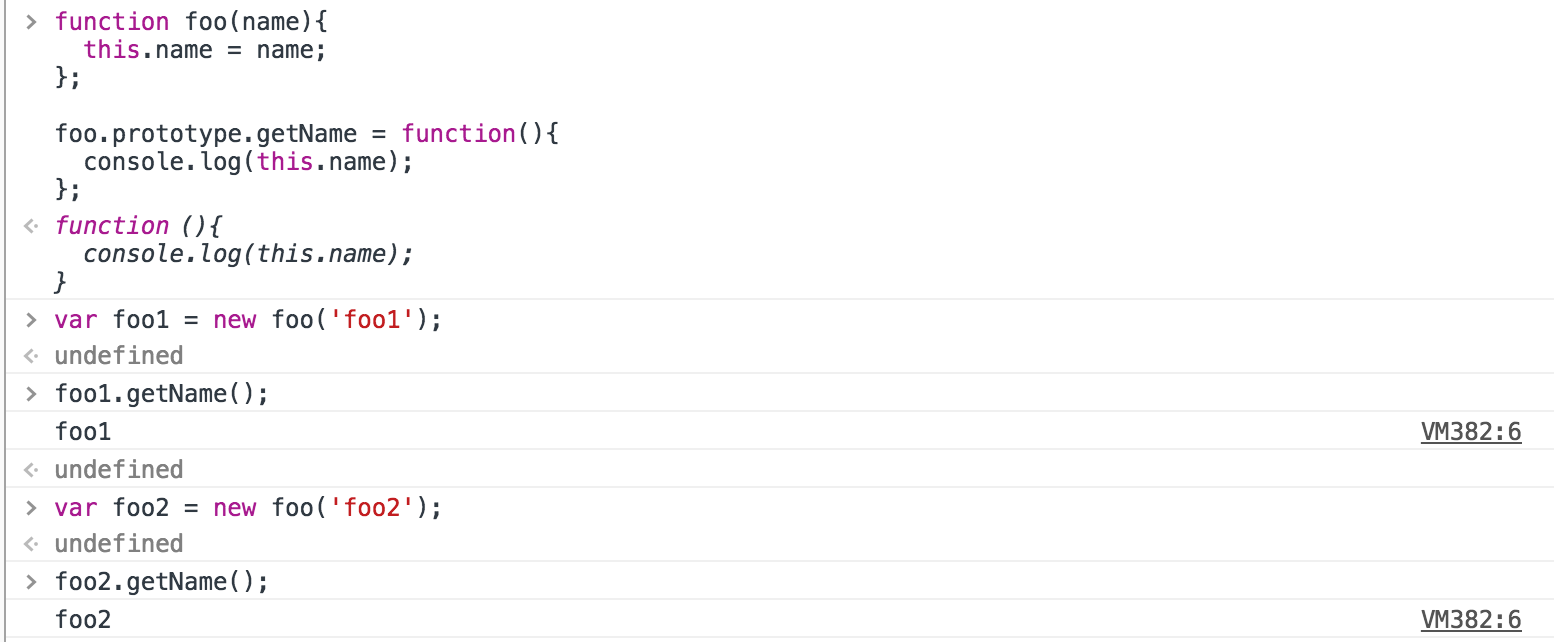 > function foo(name){
  this.name = name;
};

foo.prototype.getName = function(){
  console.log(this.name);
};
<· function (){
  console.log(this.name);
}
> var foo1 = new foo('foo1');
<· undefined
> foo1.getName();
foo1 VM382:6
<· undefined
> var foo2 = new foo('foo2');
<· undefined
> foo2.getName();
foo2 VM382:6